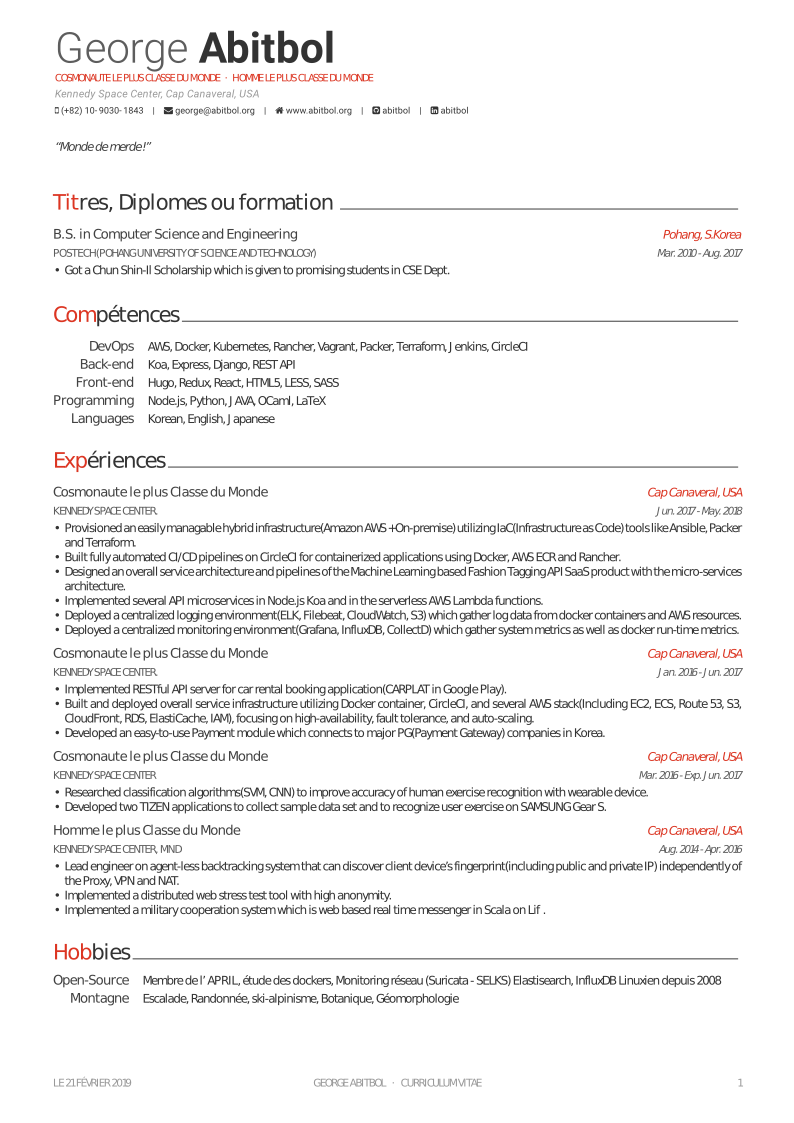 George Abitbol
COSMONAUTE LE PLUS CLASSE DU MONDE · HOMME LE PLUS CLASSE DU MONDE
Kennedy Space Center, Cap Canaveral, USA
(+82) 10-9030-1843 | george@abitbol.org | www.abitbol.org | abitbol | abitbol
“Monde de merde!”
Titres, Diplomes ou formation
B.S. in Computer Science and Engineering Pohang, S.Korea
POSTECH(POHANG UNIVERSITY OF SCIENCE AND TECHNOLOGY) Mar. 2010 - Aug. 2017
• Got a Chun Shin-Il Scholarship which is given to promising students in CSE Dept.
Compétences
DevOps AWS, Docker, Kubernetes, Rancher, Vagrant, Packer, Terraform, Jenkins, CircleCI
Back-end Koa, Express, Django, REST API
Front-end Hugo, Redux, React, HTML5, LESS, SASS
Programming Node.js, Python, JAVA, OCaml, LaTeX
Languages Korean, English, Japanese
Expériences
Cosmonaute le plus Classe du Monde Cap Canaveral, USA
KENNEDY SPACE CENTER. Jun. 2017 - May. 2018
• Provisioned an easily managable hybrid infrastructure(Amazon AWS + On-premise) utilizing IaC(Infrastructure as Code) tools like Ansible, Packer
and Terraform.
• Built fully automated CI/CD pipelines on CircleCI for containerized applications using Docker, AWS ECR and Rancher.
• Designed an overall service architecture and pipelines of the Machine Learning based Fashion Tagging API SaaS product with the micro-services
architecture.
• Implemented several API microservices in Node.js Koa and in the serverless AWS Lambda functions.
• Deployed a centralized logging environment(ELK, Filebeat, CloudWatch, S3) which gather log data from docker containers and AWS resources.
• Deployed a centralized monitoring environment(Grafana, InfluxDB, CollectD) which gather system metrics as well as docker run-time metrics.
Cosmonaute le plus Classe du Monde Cap Canaveral, USA
KENNEDY SPACE CENTER. Jan. 2016 - Jun. 2017
• Implemented RESTful API server for car rental booking application(CARPLAT in Google Play).
• Built and deployed overall service infrastructure utilizing Docker container, CircleCI, and several AWS stack(Including EC2, ECS, Route 53, S3,
CloudFront, RDS, ElastiCache, IAM), focusing on high-availability, fault tolerance, and auto-scaling.
• Developed an easy-to-use Payment module which connects to major PG(Payment Gateway) companies in Korea.
Cosmonaute le plus Classe du Monde Cap Canaveral, USA
KENNEDY SPACE CENTER Mar. 2016 - Exp. Jun. 2017
• Researched classification algorithms(SVM, CNN) to improve accuracy of human exercise recognition with wearable device.
• Developed two TIZEN applications to collect sample data set and to recognize user exercise on SAMSUNG Gear S.
Homme le plus Classe du Monde Cap Canaveral, USA
KENNEDY SPACE CENTER, MND Aug. 2014 - Apr. 2016
• Lead engineer on agent-less backtracking system that can discover client device’s fingerprint(including public and private IP) independently of
the Proxy, VPN and NAT.
• Implemented a distributed web stress test tool with high anonymity.
• Implemented a military cooperation system which is web based real time messenger in Scala on Lif .
Hobbies
Open-Source Membre de l’ APRIL, étude des dockers, Monitoring réseau (Suricata - SELKS) Elastisearch, InfluxDB Linuxien depuis 2008
Montagne Escalade, Randonnée, ski-alpinisme, Botanique, Géomorphologie
LE 21 FÉVRIER 2019 GEORGE ABITBOL · CURRICULUM VITAE 1